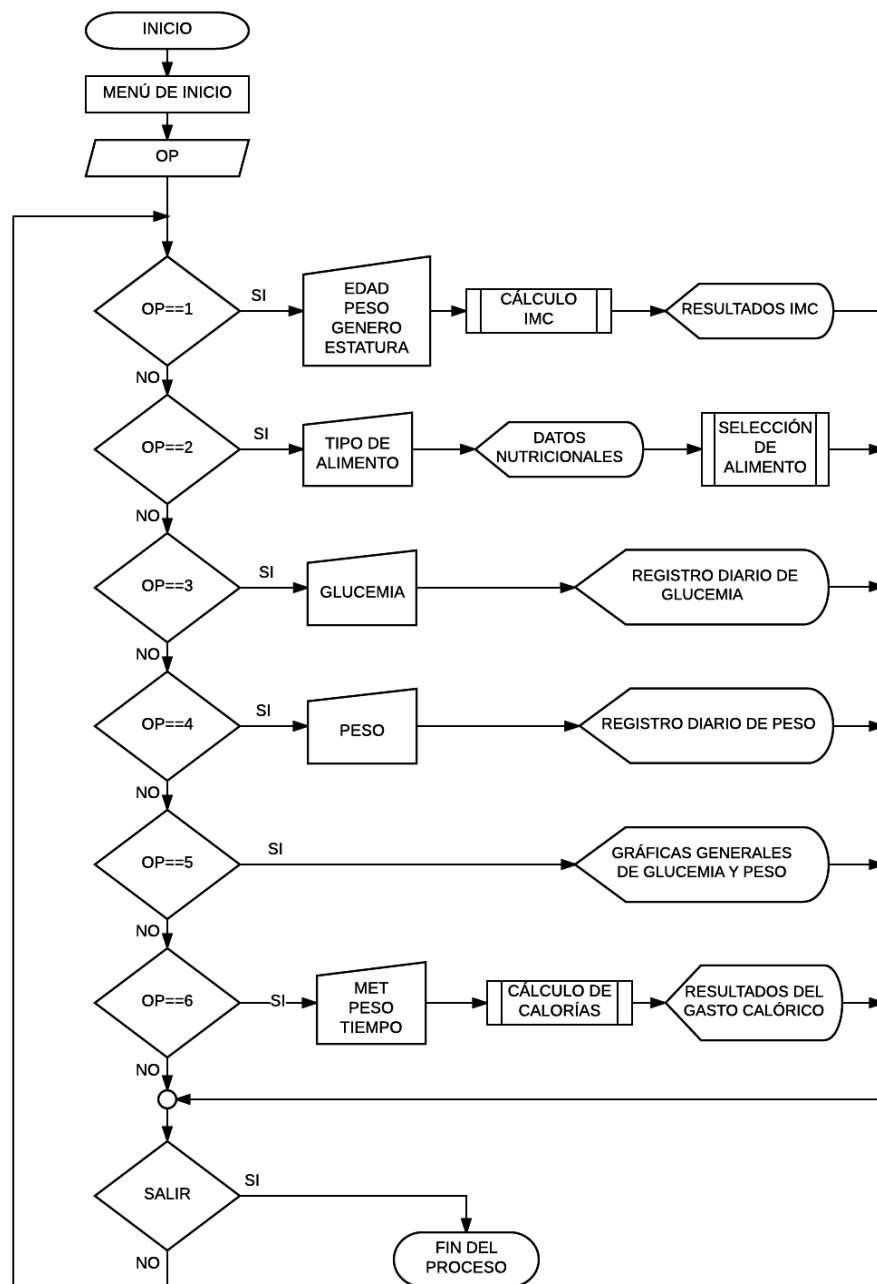 INICIO
MENÚ DE INICIO
OP
OP==1
SI
EDAD
PESO
GENERO
ESTATURA
CÁLCULO
IMC
RESULTADOS IMC
NO
OP==2
SI
TIPO DE
ALIMENTO
DATOS
NUTRICIONALES
SELECCIÓN
DE
ALIMENTO
NO
OP==3
SI
GLUCEMIA
REGISTRO DIARIO DE
GLUCEMIA
NO
OP==4
SI
PESO
REGISTRO DIARIO DE PESO
NO
OP==5
SI
GRÁFICAS GENERALES
DE GLUCEMIA Y PESO
NO
OP==6
SI
MET
PESO
TIEMPO
CÁLCULO DE
CALORÍAS
RESULTADOS DEL
GASTO CALÓRICO
NO
SALIR
SI
FIN DEL
PROCESO
NO